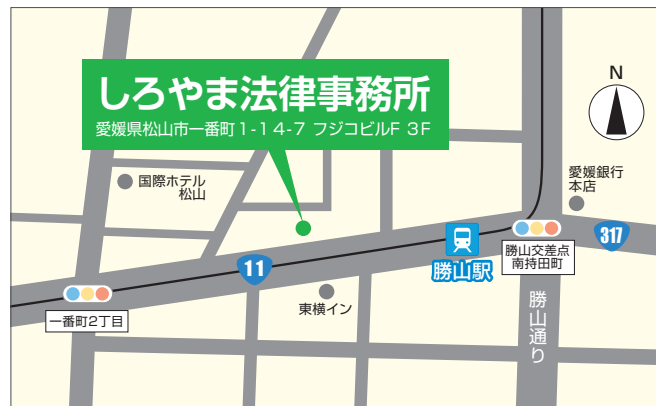 しろやま法律事務所
愛媛県松山市一番町1-14-7 フジコビルF 3F
N
国際ホテル
松山
愛媛銀行
本店
317
勝山交差点
南持田町
勝山駅
11
東横イン
一番町2丁目
勝山通り